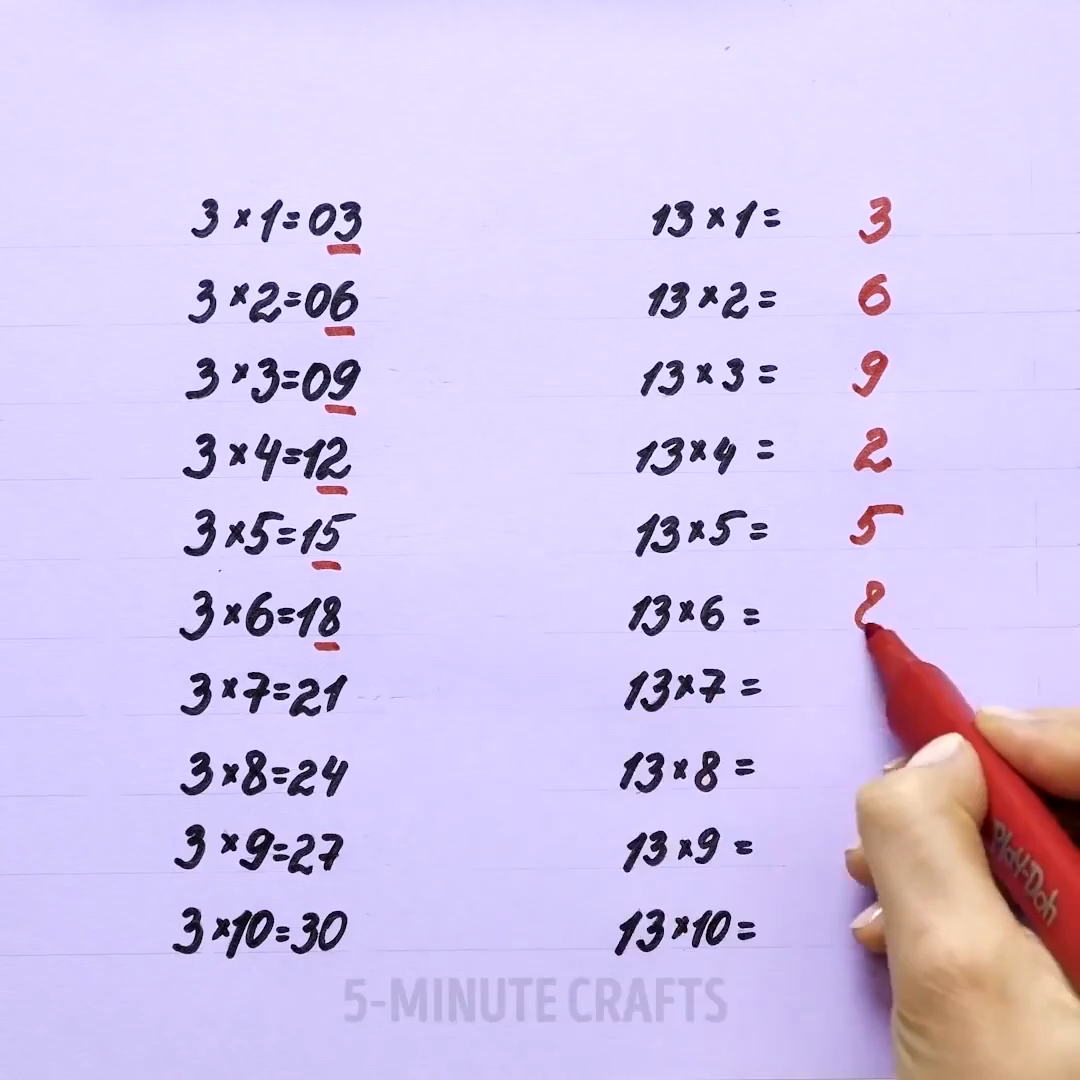 3×1=03 13×1= 3
3×2=06 13×2= 6
3×3=09 13×3= 9
3×4=12 13×4= 2
3×5=15 13×5= 5
3×6=18 13×6= 8
3×7=21 13×7=
3×8=24 13×8=
3×9=27 13×9=
3×10=30 13×10=
Play-Doh
5-MINUTE CRAFTS